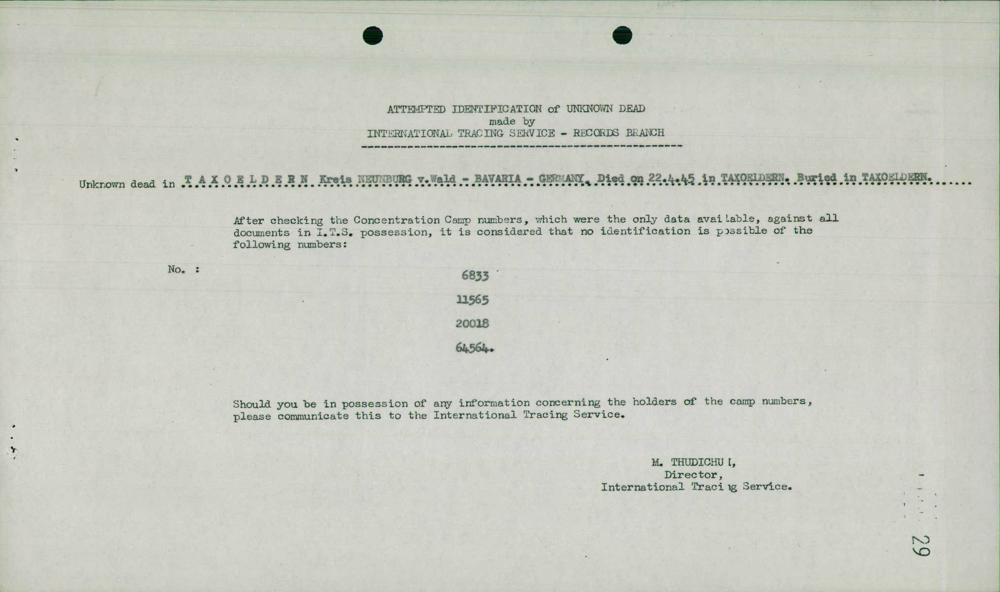 ATTEMPTED IDENTIFICATION of UNKNOWN DEAD
made by
INTERNATIONAL TRACING SERVICE - RECORDS BRANCH
Unknown dead in T A X O E L D E R N Kreis NEUNBURG v.Wald - BAVARIA - GERMANY. Died on 22.4.45 in TAXOELDERN. Buried in TAXOELDERN.
After checking the Concentration Camp numbers, which were the only data available, against all
documents in I.T.S. possession, it is considered that no identification is possible of the
following numbers:
No. :
6833
11565
20018
64564.
Should you be in possession of any information concerning the holders of the camp numbers,
please communicate this to the International Tracing Service.
M. THUDICHUM,
Director,
International Tracing Service.
29